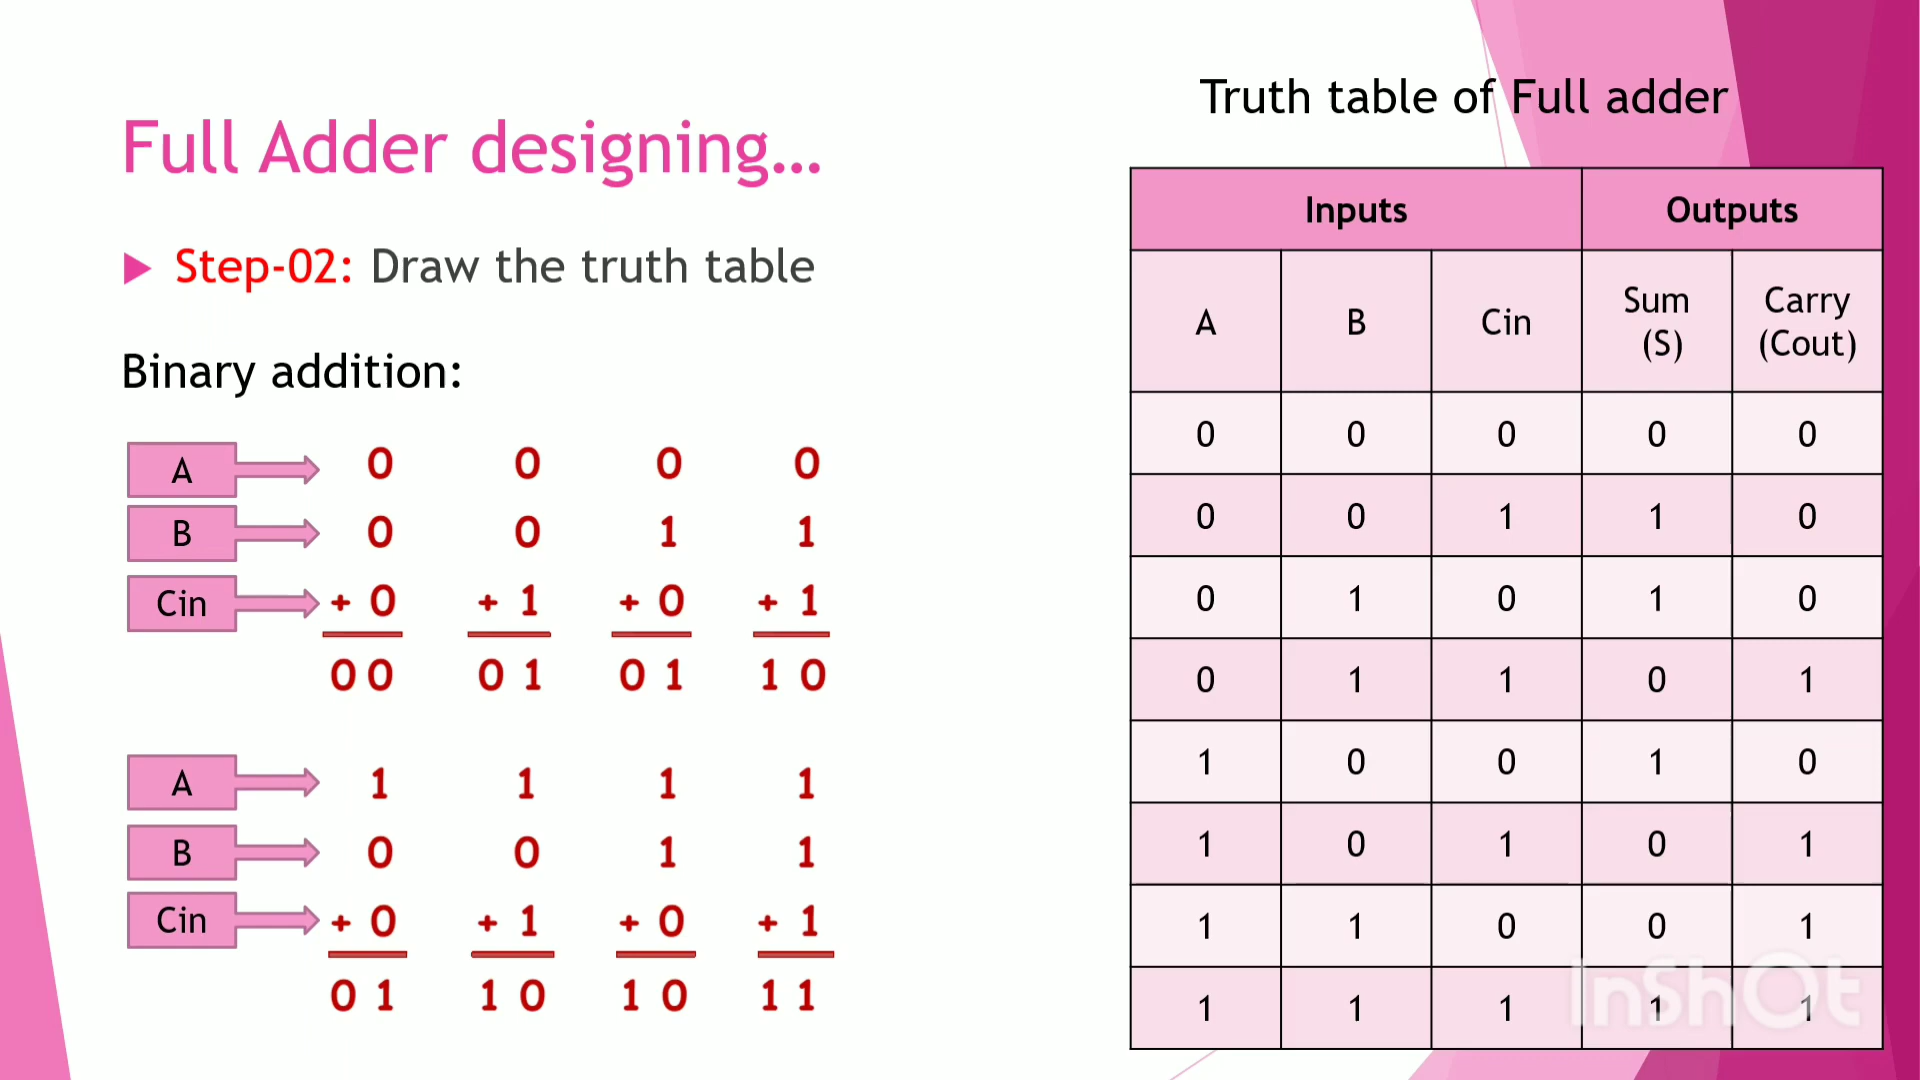 Full Adder designing...
Step-02: Draw the truth table
Binary addition:
A 0 0 0 0
B 0 0 1 1
Cin + 0 + 1 + 0 + 1
0 0 0 1 0 1 1 0
A 1 1 1 1
B 0 0 1 1
Cin + 0 + 1 + 0 + 1
0 1 1 0 1 0 1 1
Truth table of Full adder
Inputs Outputs
A B Cin Sum (S) Carry (Cout)
0 0 0 0 0
0 0 1 1 0
0 1 0 1 0
0 1 1 0 1
1 0 0 1 0
1 0 1 0 1
1 1 0 0 1
1 1 1 1 1
InShOt